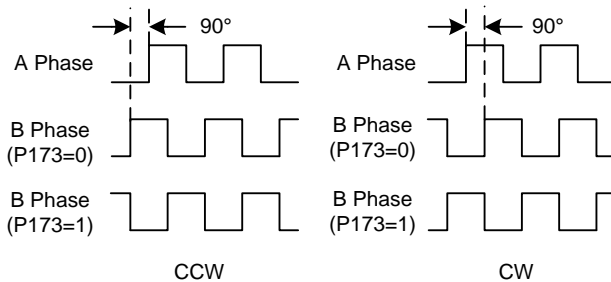 90°
A Phase
B Phase
(P173=0)
B Phase
(P173=1)
CCW
90°
A Phase
B Phase
(P173=0)
B Phase
(P173=1)
CW